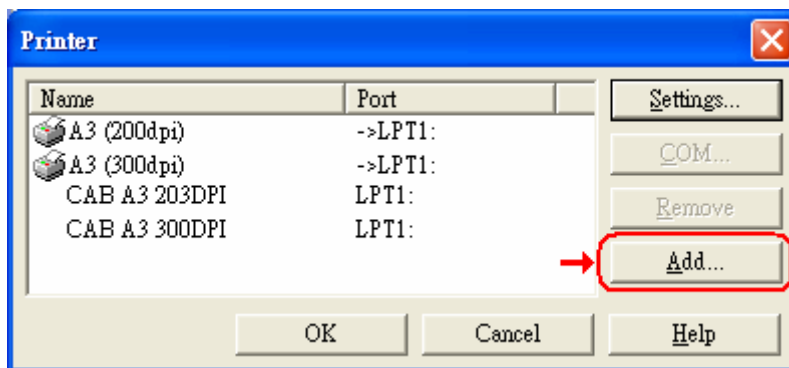 Printer
Name Port
A3 (200dpi) ->LPT1:
A3 (300dpi) ->LPT1:
CAB A3 203DPI LPT1:
CAB A3 300DPI LPT1:
Settings...
COM...
Remove
Add...
OK Cancel Help